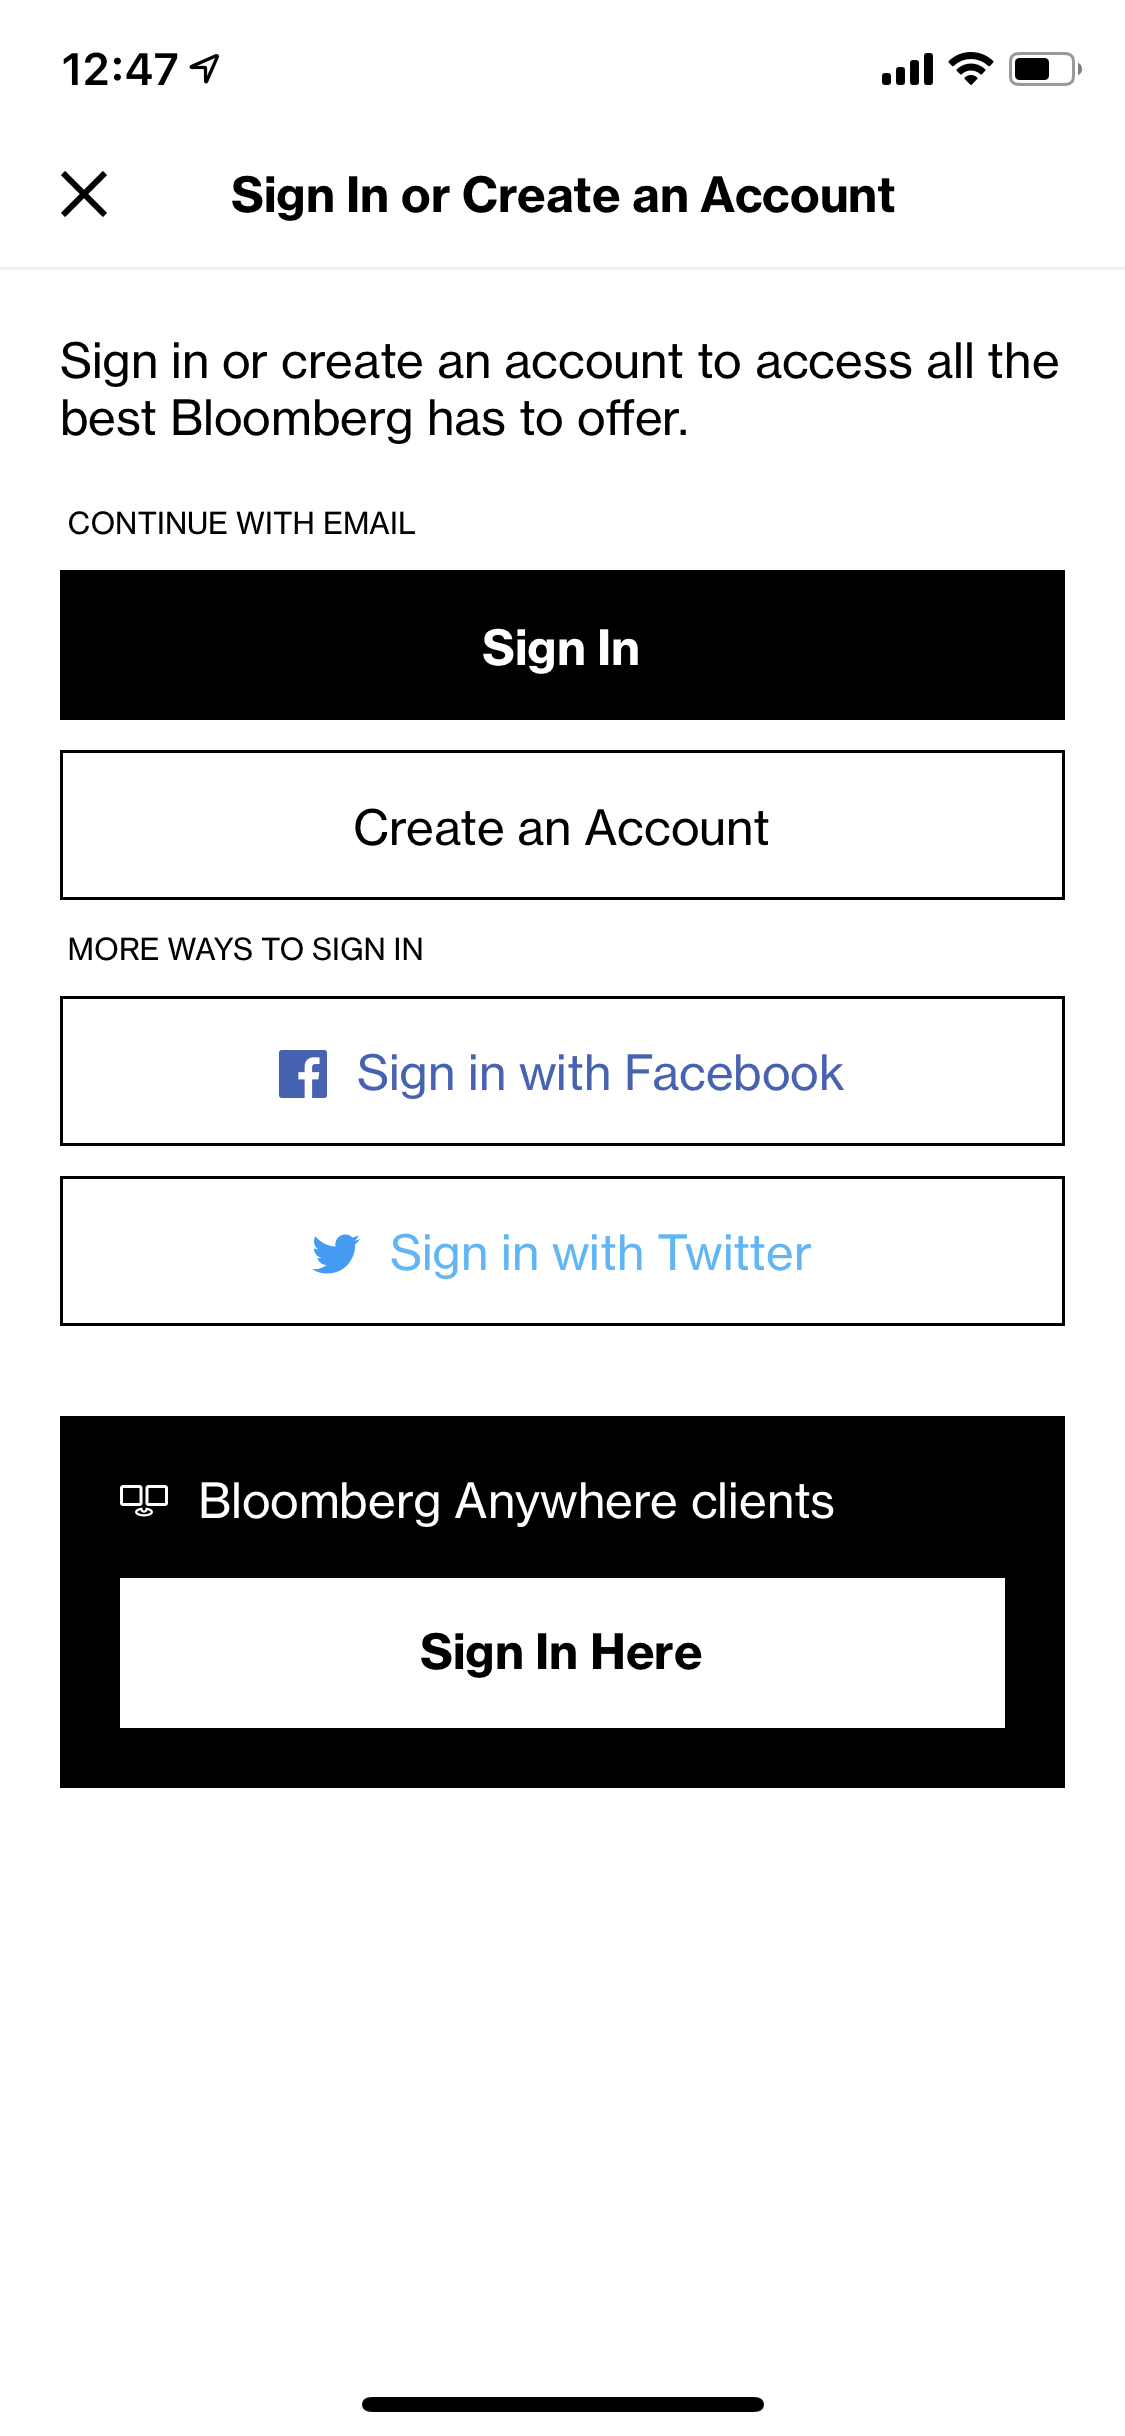 12:47
Sign In or Create an Account
Sign in or create an account to access all the
best Bloomberg has to offer.
CONTINUE WITH EMAIL
Sign In
Create an Account
MORE WAYS TO SIGN IN
Sign in with Facebook
Sign in with Twitter
Bloomberg Anywhere clients
Sign In Here